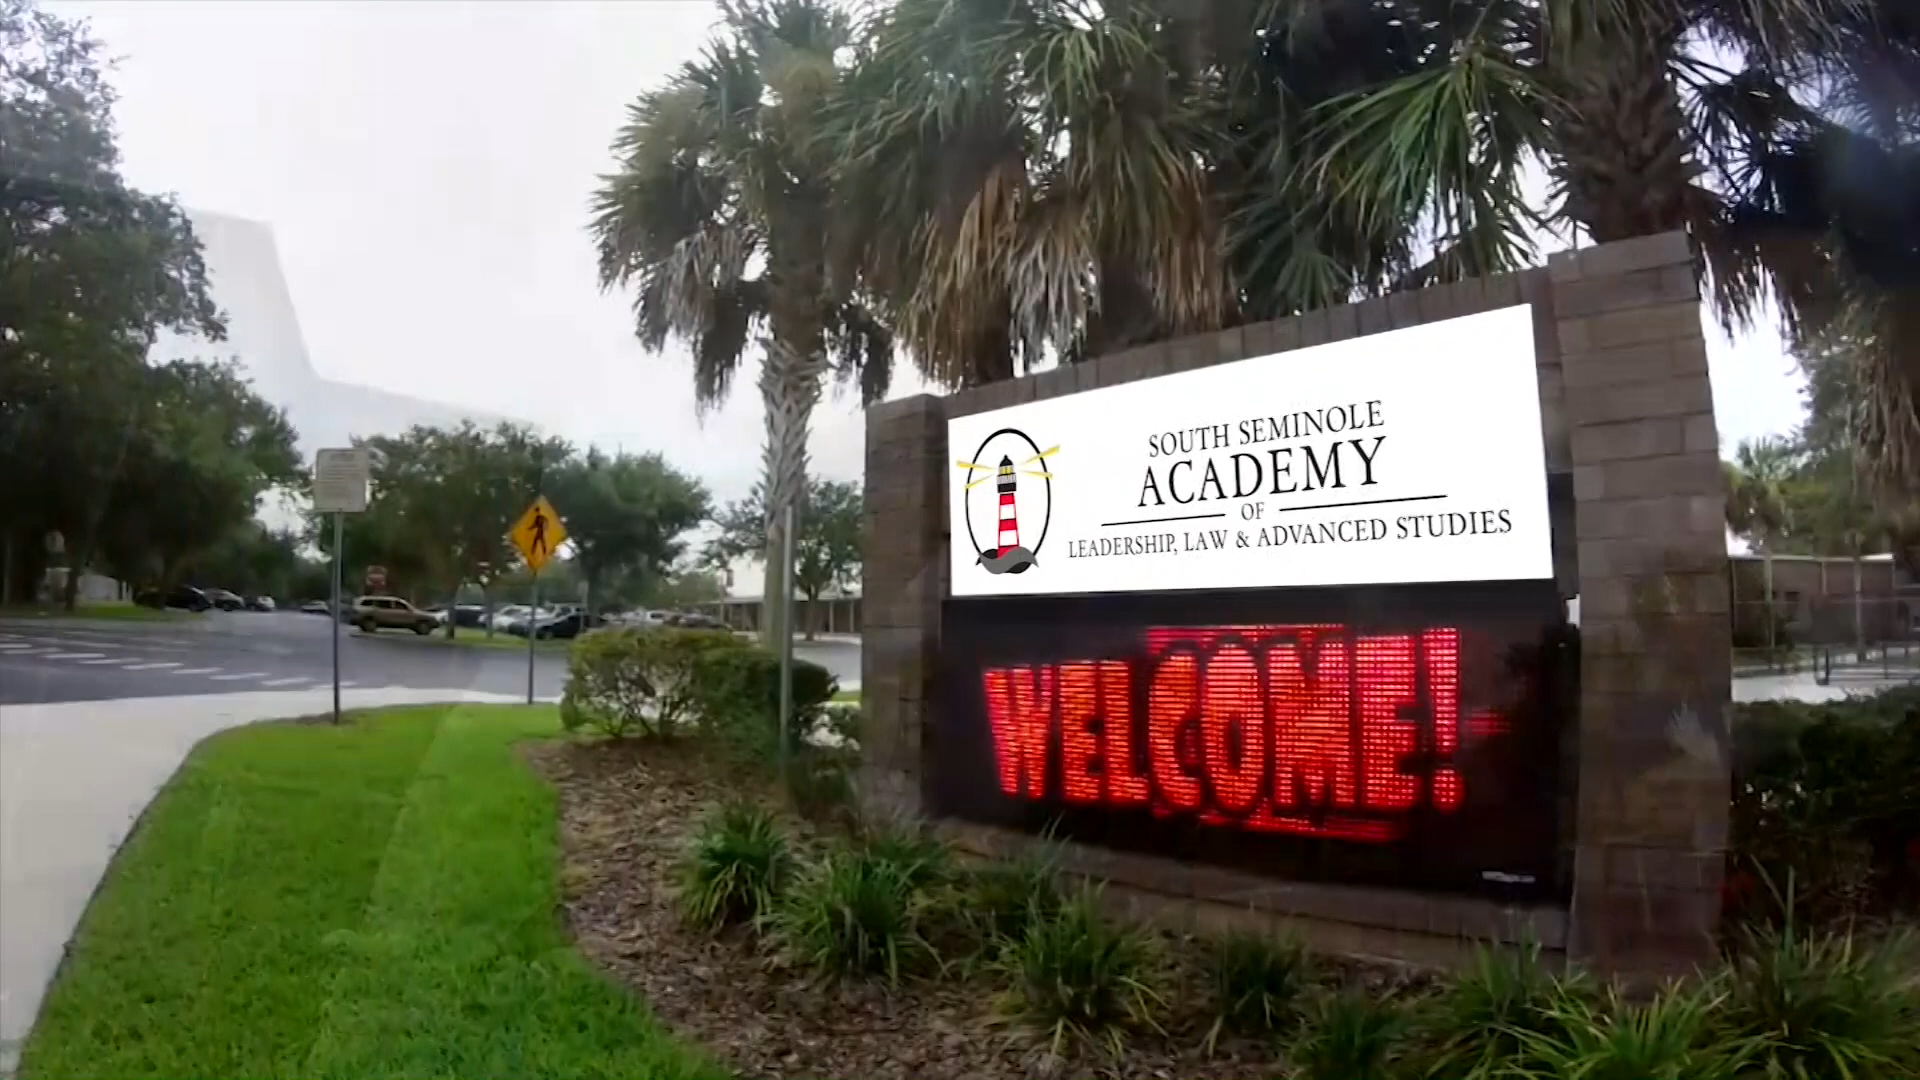 SOUTH SEMINOLE
ACADEMY
OF
LEADERSHIP, LAW & ADVANCED STUDIES
WELCOME!